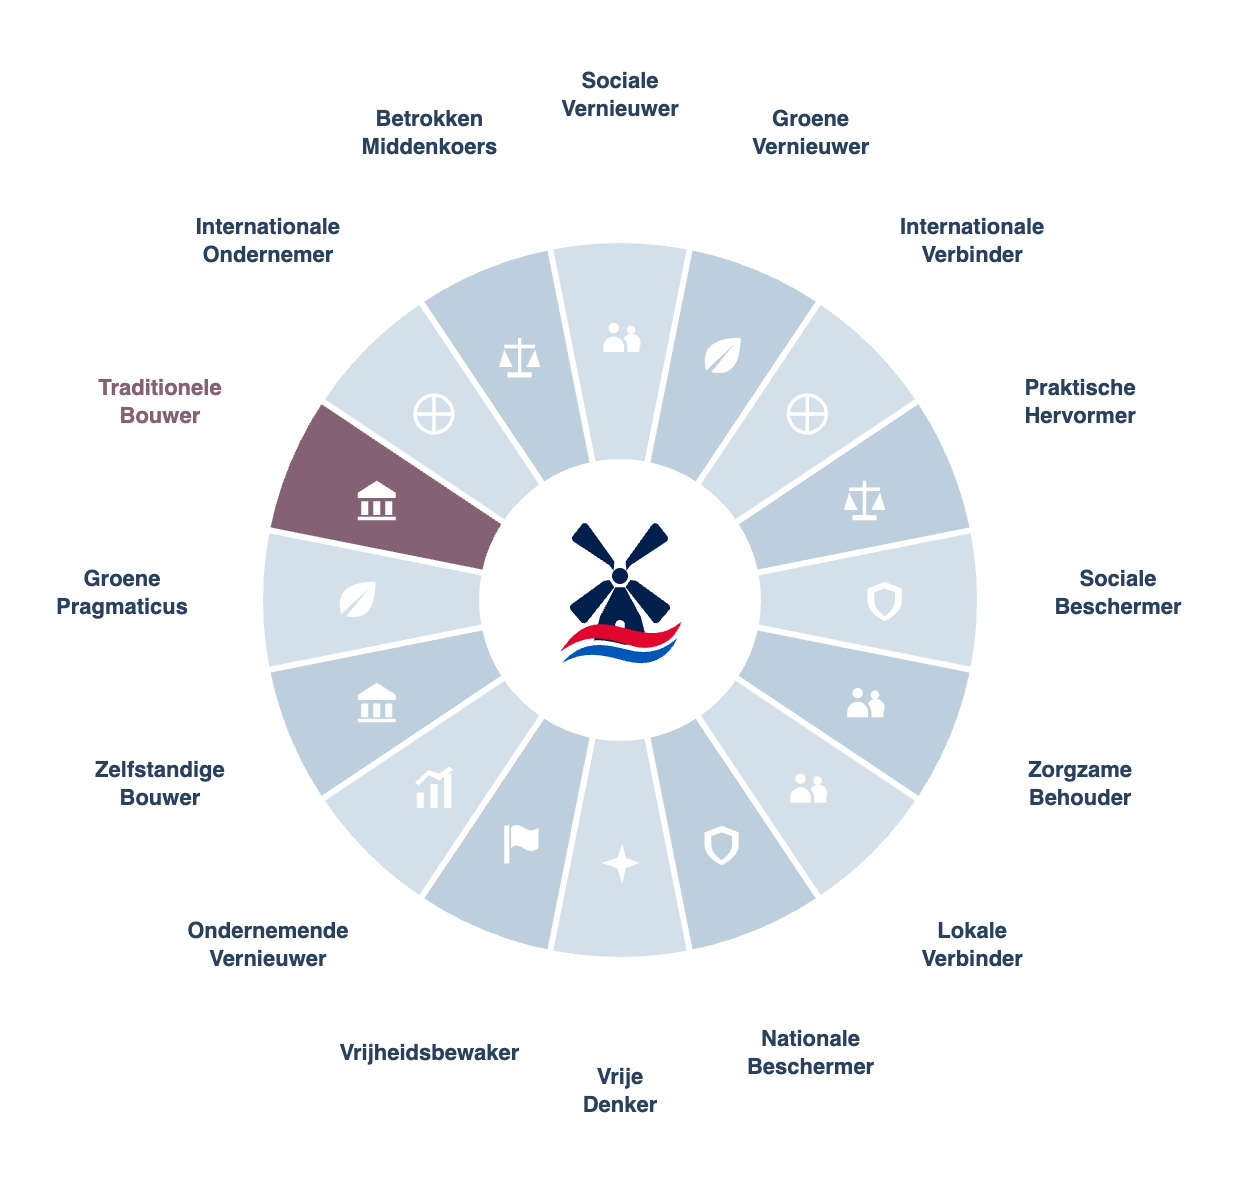 Sociale
Vernieuwer
Betrokken
Middenkoers
Groene
Vernieuwer
Internationale
Ondernemer
Internationale
Verbinder
Traditionele
Bouwer
Praktische
Hervormer
Groene
Pragmaticus
Sociale
Beschermer
Zelfstandige
Bouwer
Zorgzame
Behouder
Ondernemende
Vernieuwer
Lokale
Verbinder
Vrijheidsbewaker
Nationale
Beschermer
Vrije
Denker